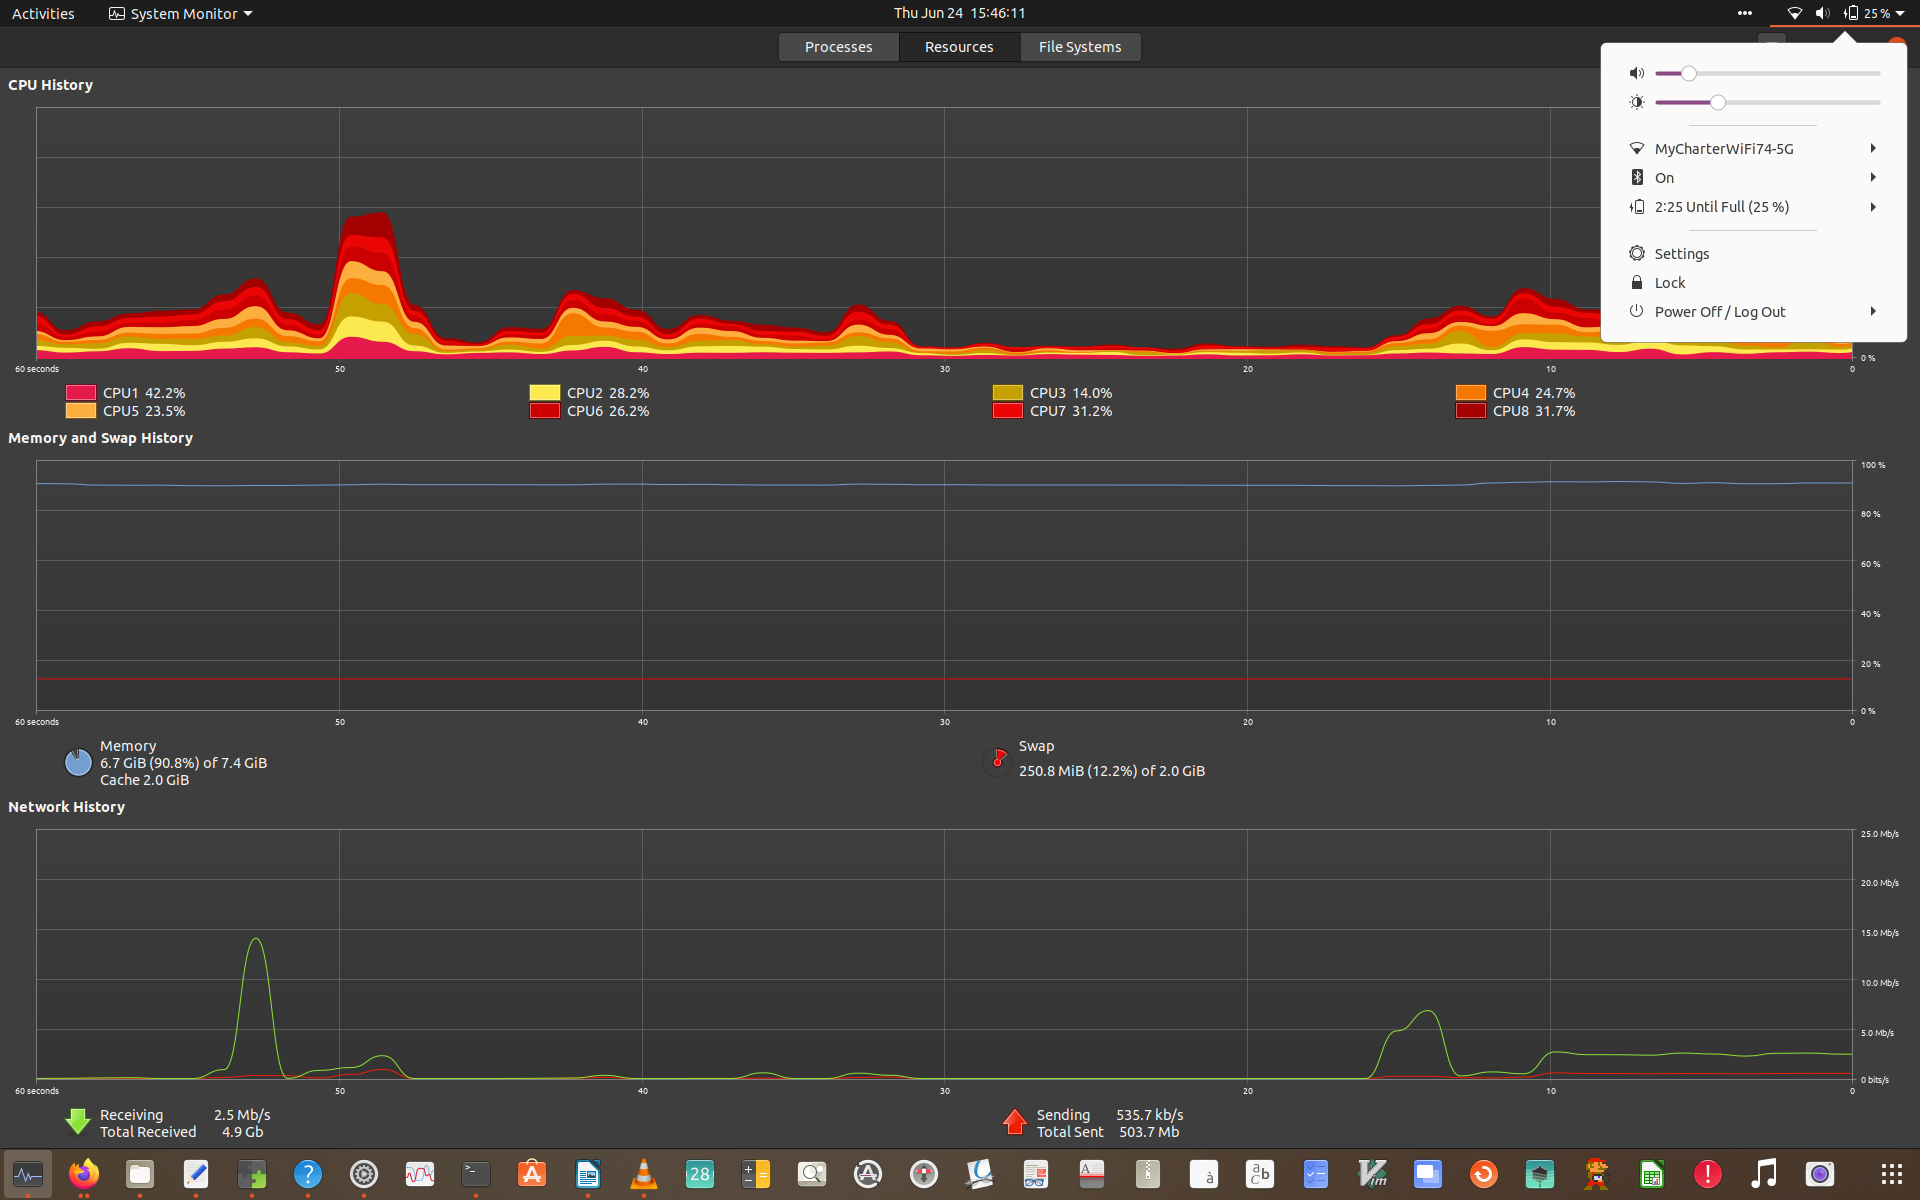 Activities
System Monitor
Thu Jun 24 15:46:11
25 %
Processes
Resources
File Systems
MyCharterWiFi74-5G
On
2:25 Until Full (25 %)
Settings
Lock
Power Off / Log Out
CPU History
0 %
60 seconds 50 40 30 20 10 0
CPU1 42.2% CPU2 28.2% CPU3 14.0% CPU4 24.7%
CPU5 23.5% CPU6 26.2% CPU7 31.2% CPU8 31.7%
Memory and Swap History
100 %
80 %
60 %
40 %
20 %
0 %
60 seconds 50 40 30 20 10 0
Memory
6.7 GiB (90.8%) of 7.4 GiB
Cache 2.0 GiB
Swap
250.8 MiB (12.2%) of 2.0 GiB
Network History
25.0 Mb/s
20.0 Mb/s
15.0 Mb/s
10.0 Mb/s
5.0 Mb/s
0 bits/s
60 seconds 50 40 30 20 10 0
Receiving 2.5 Mb/s
Total Received 4.9 Gb
Sending 535.7 kb/s
Total Sent 503.7 Mb
28